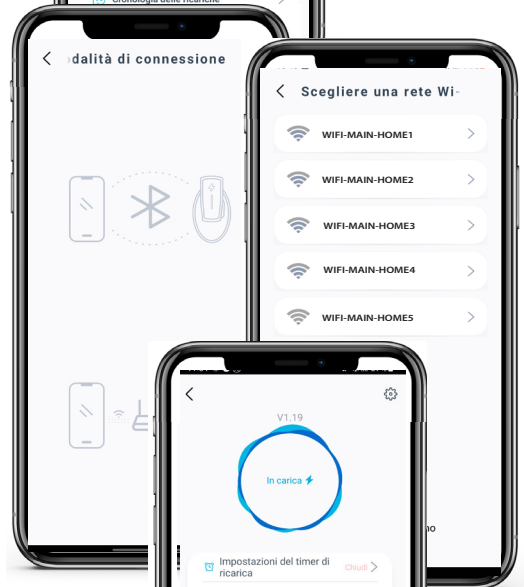 Cronologia delle ricariche
dalità di connessione
Scegliere una rete Wi-
WIFI-MAIN-HOME1
WIFI-MAIN-HOME2
WIFI-MAIN-HOME3
WIFI-MAIN-HOME4
WIFI-MAIN-HOME5
V1.19
In carica
Impostazioni del timer di
ricarica
Chiudi